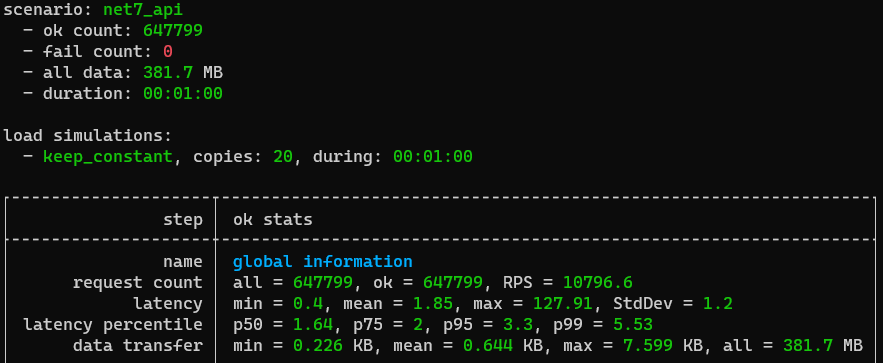 scenario: net7_api
- ok count: 647799
- fail count: 0
- all data: 381.7 MB
- duration: 00:01:00
load simulations:
- keep_constant, copies: 20, during: 00:01:00
step ok stats
name global information
request count all = 647799, ok = 647799, RPS = 10796.6
latency min = 0.4, mean = 1.85, max = 127.91, StdDev = 1.2
latency percentile p50 = 1.64, p75 = 2, p95 = 3.3, p99 = 5.53
data transfer min = 0.226 KB, mean = 0.644 KB, max = 7.599 KB, all = 381.7 MB